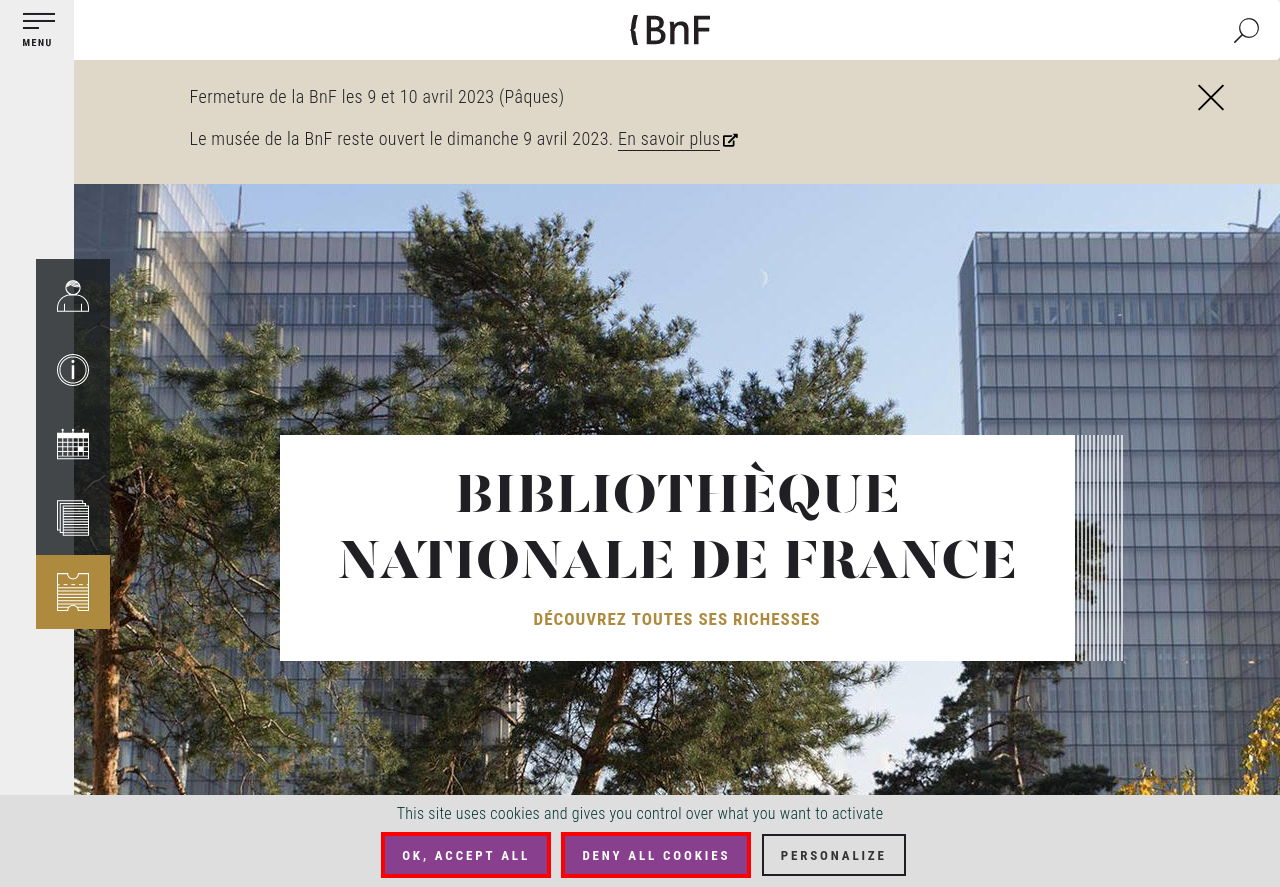 MENU
BnF
Fermeture de la BnF les 9 et 10 avril 2023 (Pâques)
Le musée de la BnF reste ouvert le dimanche 9 avril 2023. En savoir plus
BIBLIOTHÈQUE
NATIONALE DE FRANCE
DÉCOUVREZ TOUTES SES RICHESSES
This site uses cookies and gives you control over what you want to activate
OK, ACCEPT ALL
DENY ALL COOKIES
PERSONALIZE